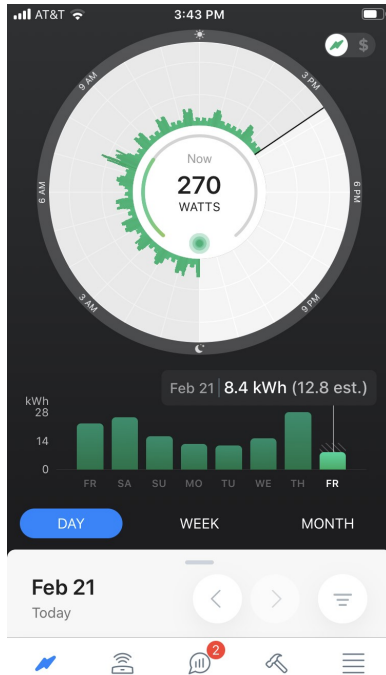 AT&T 3:43 PM
$
9 AM
3 PM
Now
270
WATTS
6 AM
6 PM
3 AM
9 PM
Feb 21 | 8.4 kWh (12.8 est.)
kWh
28
14
0
FR SA SU MO TU WE TH FR
DAY WEEK MONTH
Feb 21
Today
2